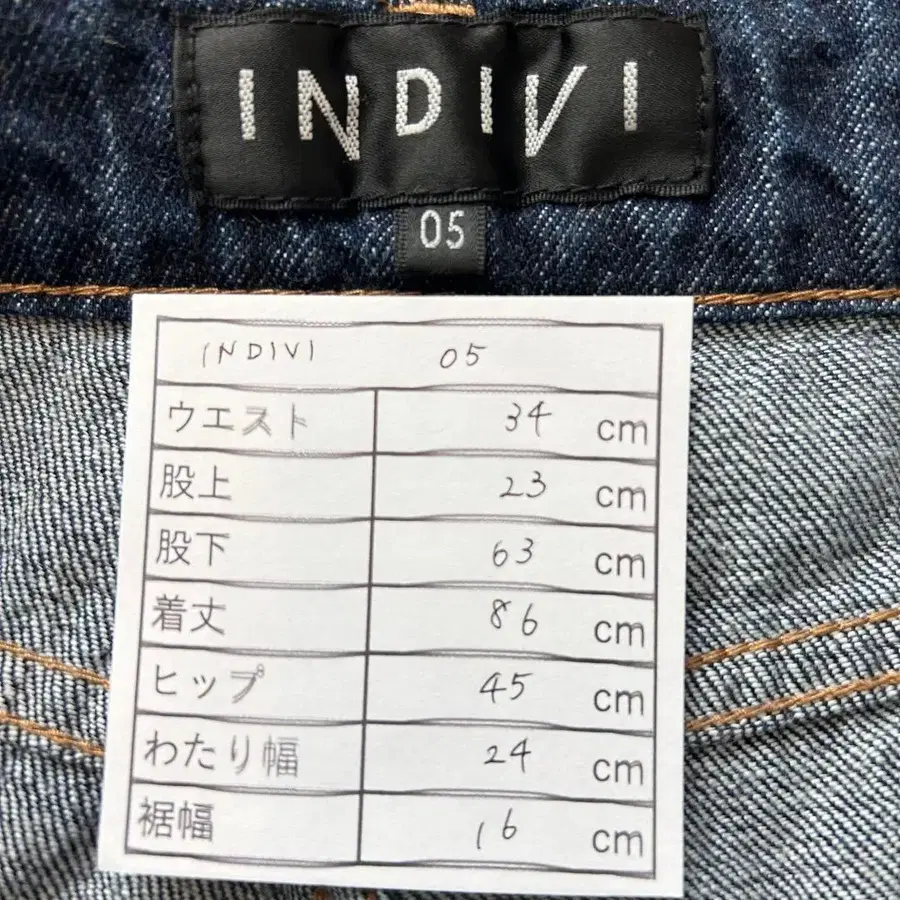 INDIVI
05
INDIVI 05
ウエスト 34 cm
股上 23 cm
股下 63 cm
着丈 86 cm
ヒップ 45 cm
わたり幅 24 cm
裾幅 16 cm